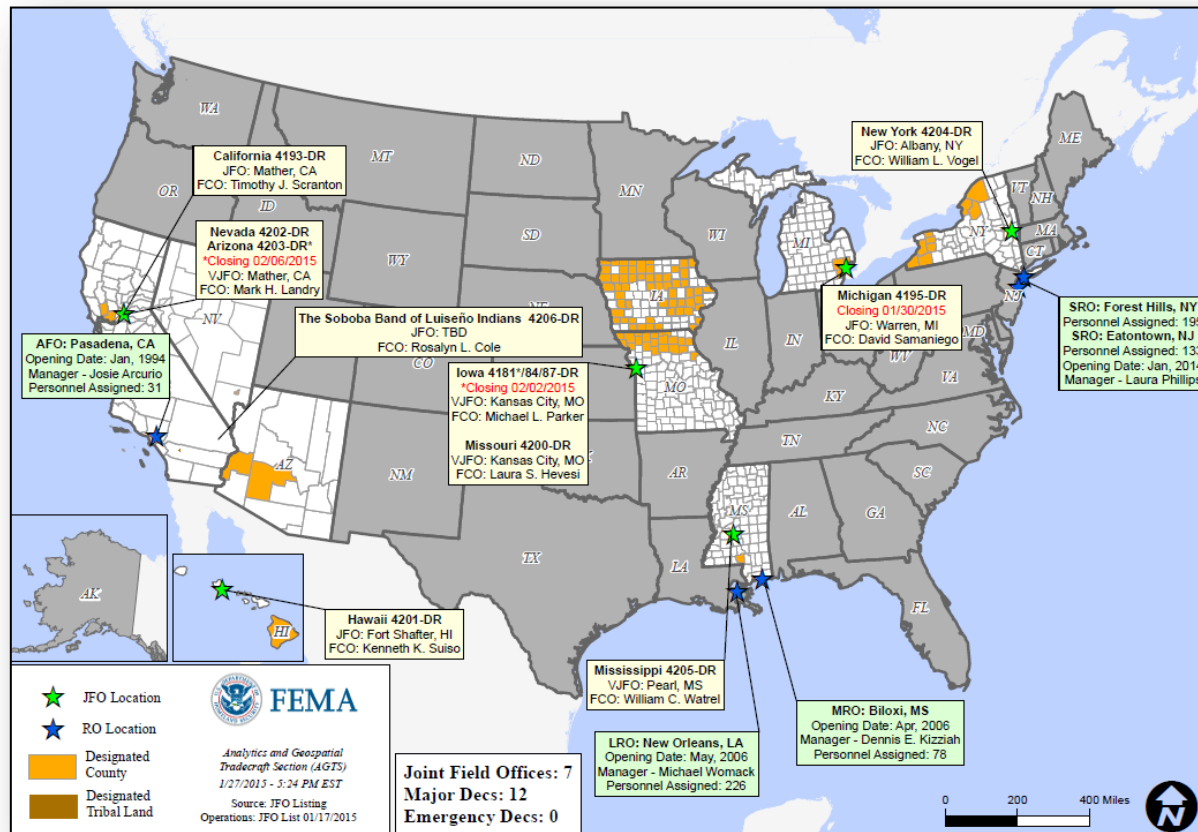 WA
OR
ID
MT
ND
MN
SD
WY
WI
MI
NY
VT
NH
ME
MA
CT
NJ
MD
NV
CO
IA
IL
IN
WV
VA
KY
MO
AZ
NM
AR
TN
NC
SC
MS
AL
GA
TX
LA
FL
AK
HI
California 4193-DR
JFO: Mather, CA
FCO: Timothy J. Scranton
Nevada 4202-DR
Arizona 4203-DR*
*Closing 02/06/2015
VJFO: Mather, CA
FCO: Mark H. Landry
AFO: Pasadena, CA
Opening Date: Jan, 1994
Manager - Josie Arcurio
Personnel Assigned: 31
The Soboba Band of Luiseño Indians 4206-DR
JFO: TBD
FCO: Rosalyn L. Cole
Iowa 4181*/84/87-DR
*Closing 02/02/2015
VJFO: Kansas City, MO
FCO: Michael L. Parker
Missouri 4200-DR
VJFO: Kansas City, MO
FCO: Laura S. Hevesi
New York 4204-DR
JFO: Albany, NY
FCO: William L. Vogel
Michigan 4195-DR
Closing 01/30/2015
JFO: Warren, MI
FCO: David Samaniego
SRO: Forest Hills, NY
Personnel Assigned: 195
SRO: Eatontown, NJ
Personnel Assigned: 133
Opening Date: Jan, 2014
Manager - Laura Phillips
Hawaii 4201-DR
JFO: Fort Shafter, HI
FCO: Kenneth K. Suiso
Mississippi 4205-DR
VJFO: Pearl, MS
FCO: William C. Watrel
LRO: New Orleans, LA
Opening Date: May, 2006
Manager - Michael Womack
Personnel Assigned: 226
MRO: Biloxi, MS
Opening Date: Apr, 2006
Manager - Dennis E. Kizziah
Personnel Assigned: 78
JFO Location
RO Location
Designated
County
Designated
Tribal Land
FEMA
Analytics and Geospatial
Tradecraft Section (AGTS)
1/27/2015 - 5:24 PM EST
Source: JFO Listing
Operations: JFO List 01/17/2015
Joint Field Offices: 7
Major Decs: 12
Emergency Decs: 0
0 200 400 Miles
N